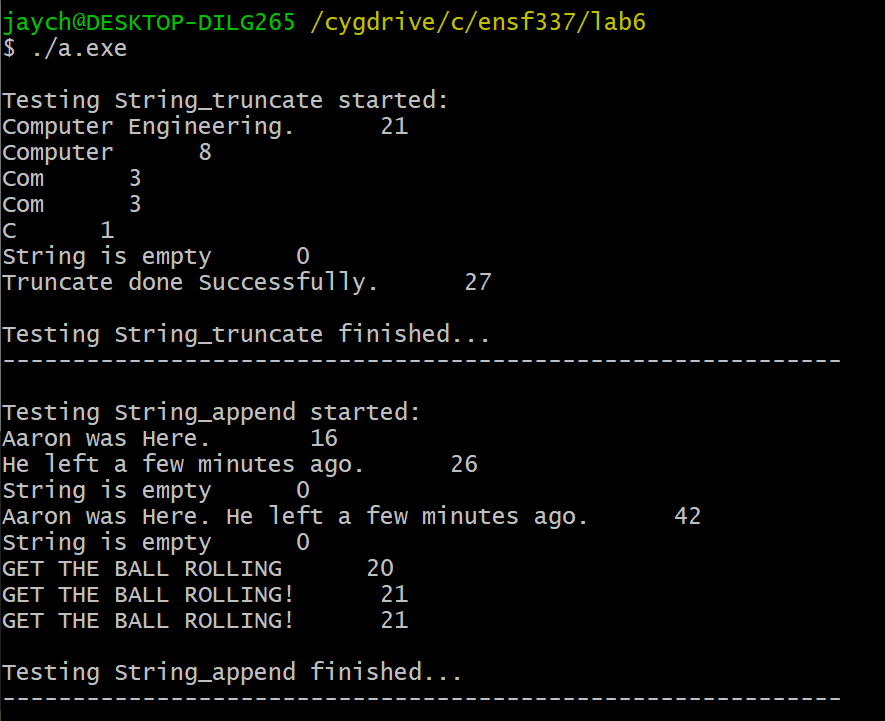 jaych@DESKTOP-DILG265 /cygdrive/c/ensf337/lab6
$ ./a.exe

Testing String_truncate started:
Computer Engineering.      21
Computer      8
Com      3
Com      3
C      1
String is empty      0
Truncate done Successfully.      27

Testing String_truncate finished...
------------------------------------------------------------

Testing String_append started:
Aaron was Here.       16
He left a few minutes ago.      26
String is empty      0
Aaron was Here. He left a few minutes ago.      42
String is empty      0
GET THE BALL ROLLING      20
GET THE BALL ROLLING!      21
GET THE BALL ROLLING!      21

Testing String_append finished...
------------------------------------------------------------